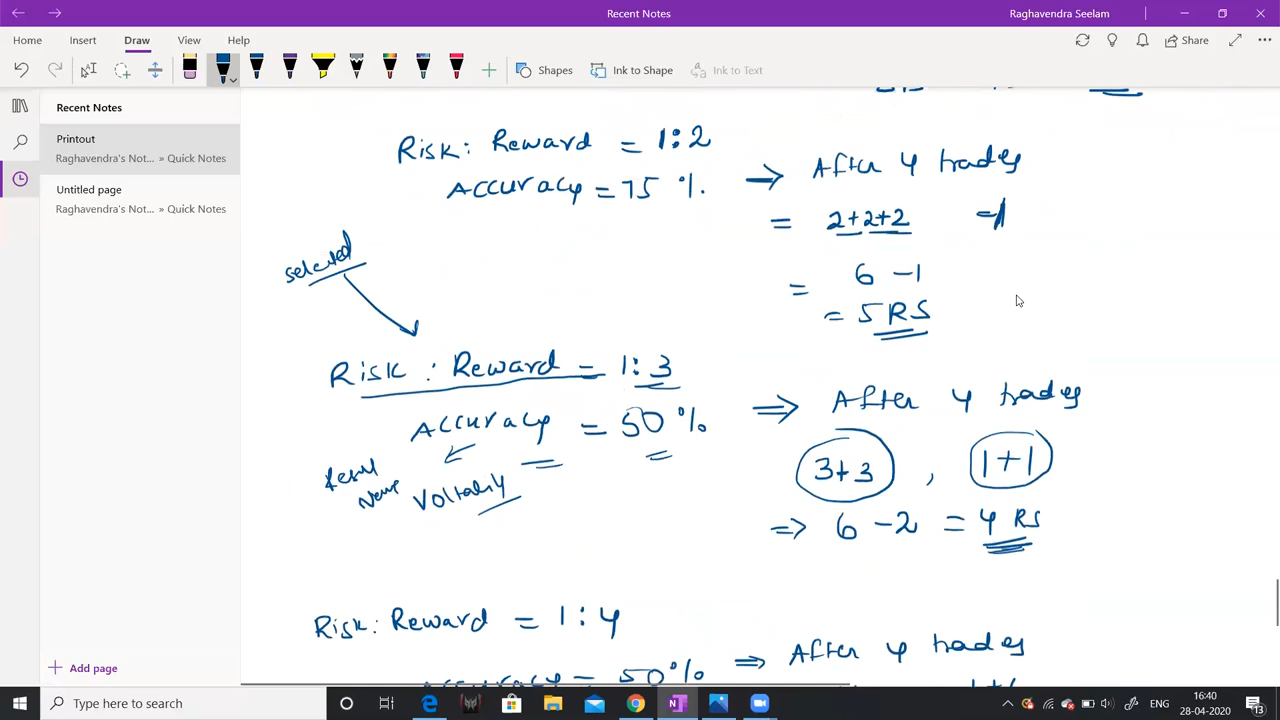 Recent Notes
Raghavendra Seelam
Home Insert Draw View Help
Share
Shapes
Ink to Shape
Ink to Text
Recent Notes
Printout
Raghavendra's Not... » Quick Notes
Untitled page
Raghavendra's Not... » Quick Notes
Risk: Reward = 1:2
Accuracy = 75 %.
→ After 4 trades
= 2+2+2 -1
= 6 -1
= 5 RS
selected
Risk : Reward = 1: 3
Accuracy = 50 %
News Voltality
⇒ After 4 trades
3+3 , 1+1
⇒ 6 -2 = 4 RS
Risk: Reward = 1:4
50%
⇒ After 4 trades
+ Add page
Type here to search
ENG
16:40
28-04-2020
13